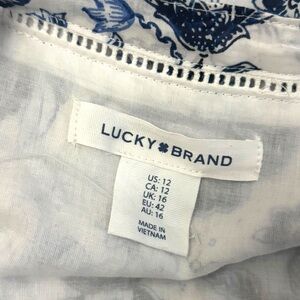 LUCKY BRAND
US: 12
CA: 12
UK: 16
EU: 42
AU: 16
MADE IN
VIETNAM